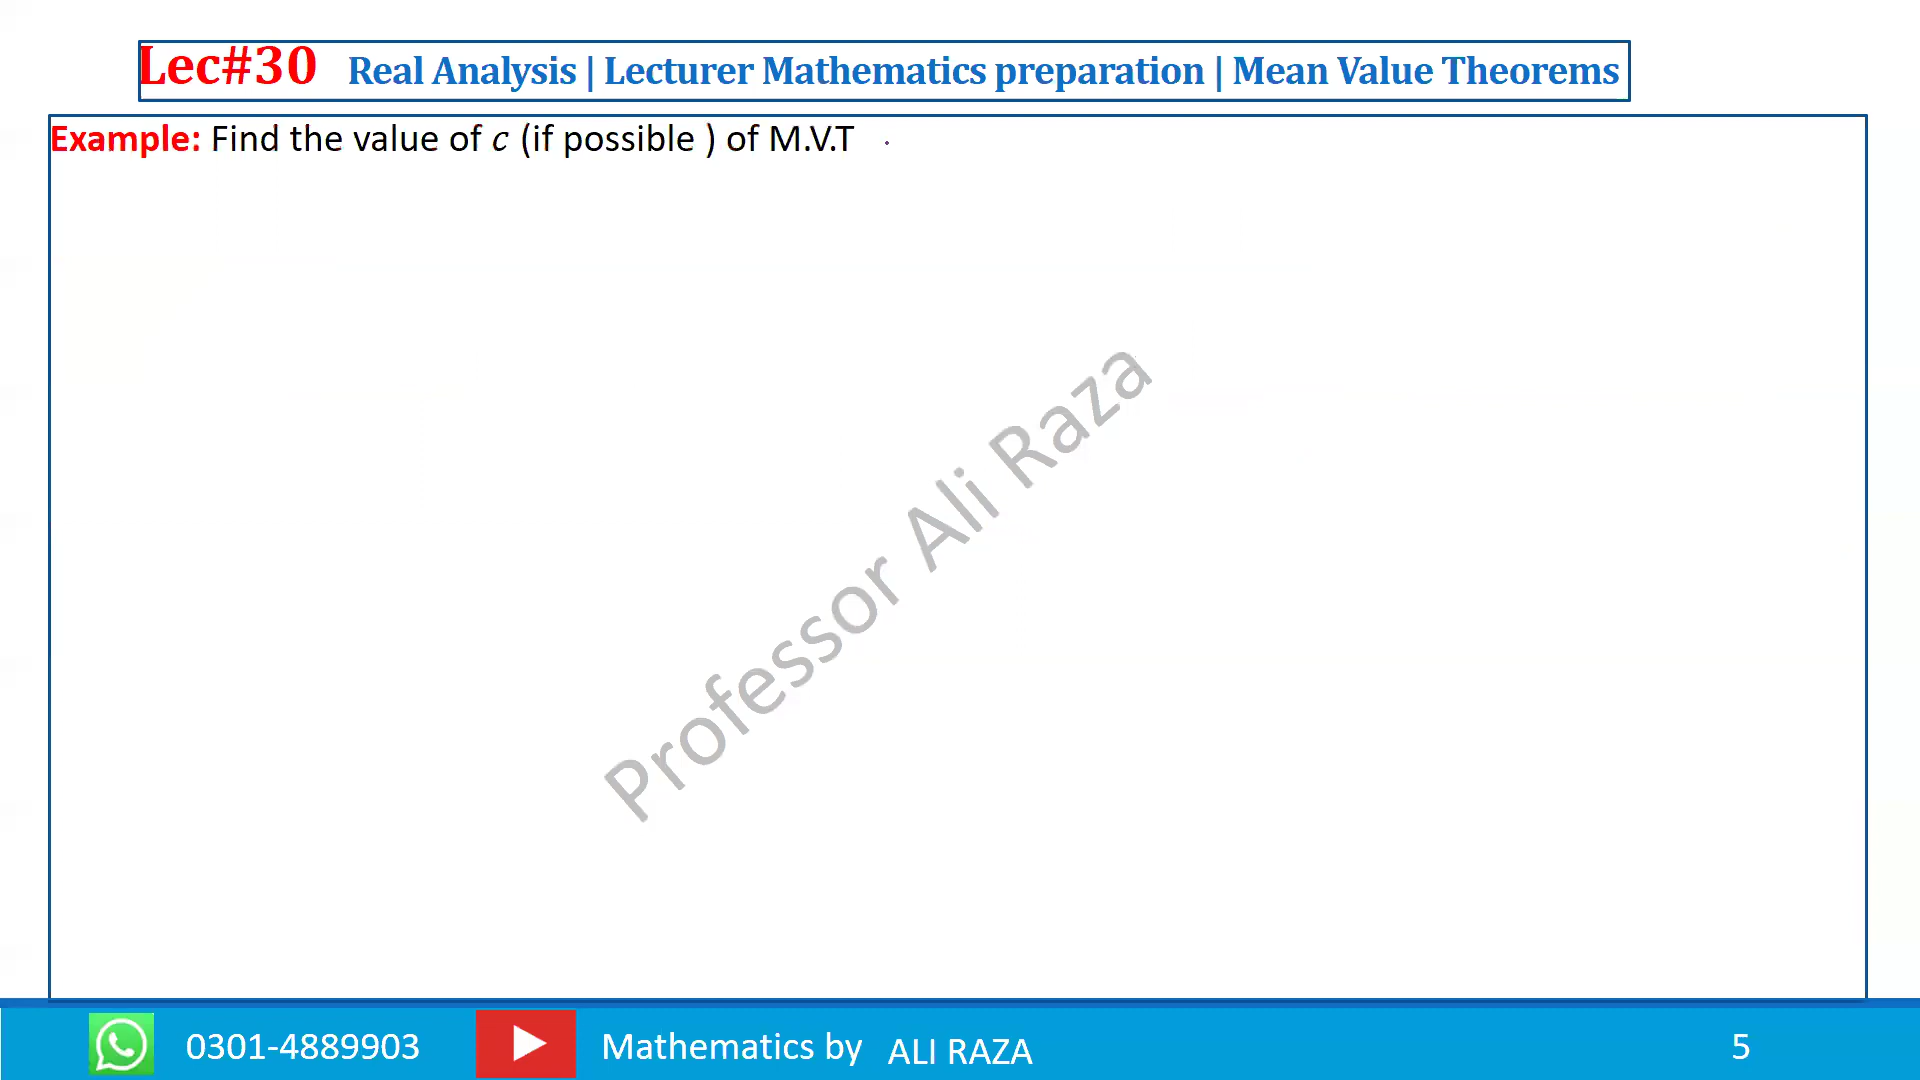 Lec#30 Real Analysis | Lecturer Mathematics preparation | Mean Value Theorems
Example: Find the value of c (if possible ) of M.V.T
Professor Ali Raza
0301-4889903 Mathematics by ALI RAZA 5